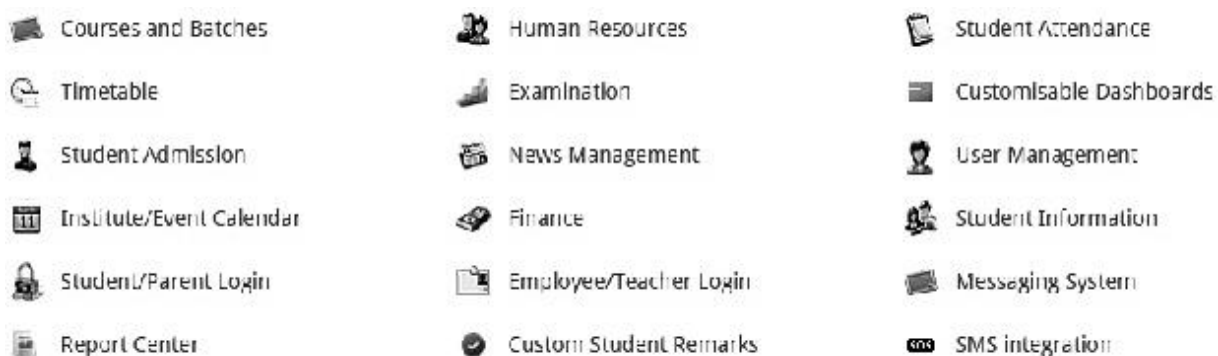 Courses and Batches
Human Resources
Student Attendance
Timetable
Examination
Customisable Dashboards
Student Admission
News Management
User Management
11
Institute/Event Calendar
Finance
Student Information
Student/Parent Login
Employee/Teacher Login
Messaging System
Report Center
Custom Student Remarks
SMS integration